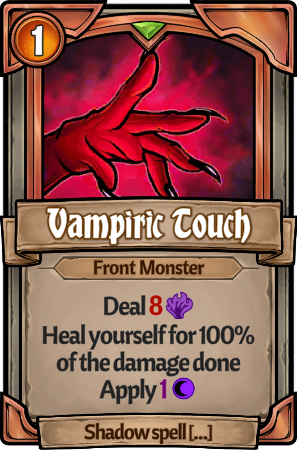 1
Vampiric Touch
Front Monster
Deal 8
Heal yourself for 100%
of the damage done
Apply 1
Shadow spell [...]